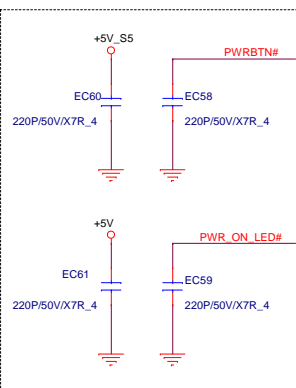 +5V_S5
PWRBTN#
EC60 EC58
220P/50V/X7R_4 220P/50V/X7R_4
+5V
PWR_ON_LED#
EC61 EC59
220P/50V/X7R_4 220P/50V/X7R_4